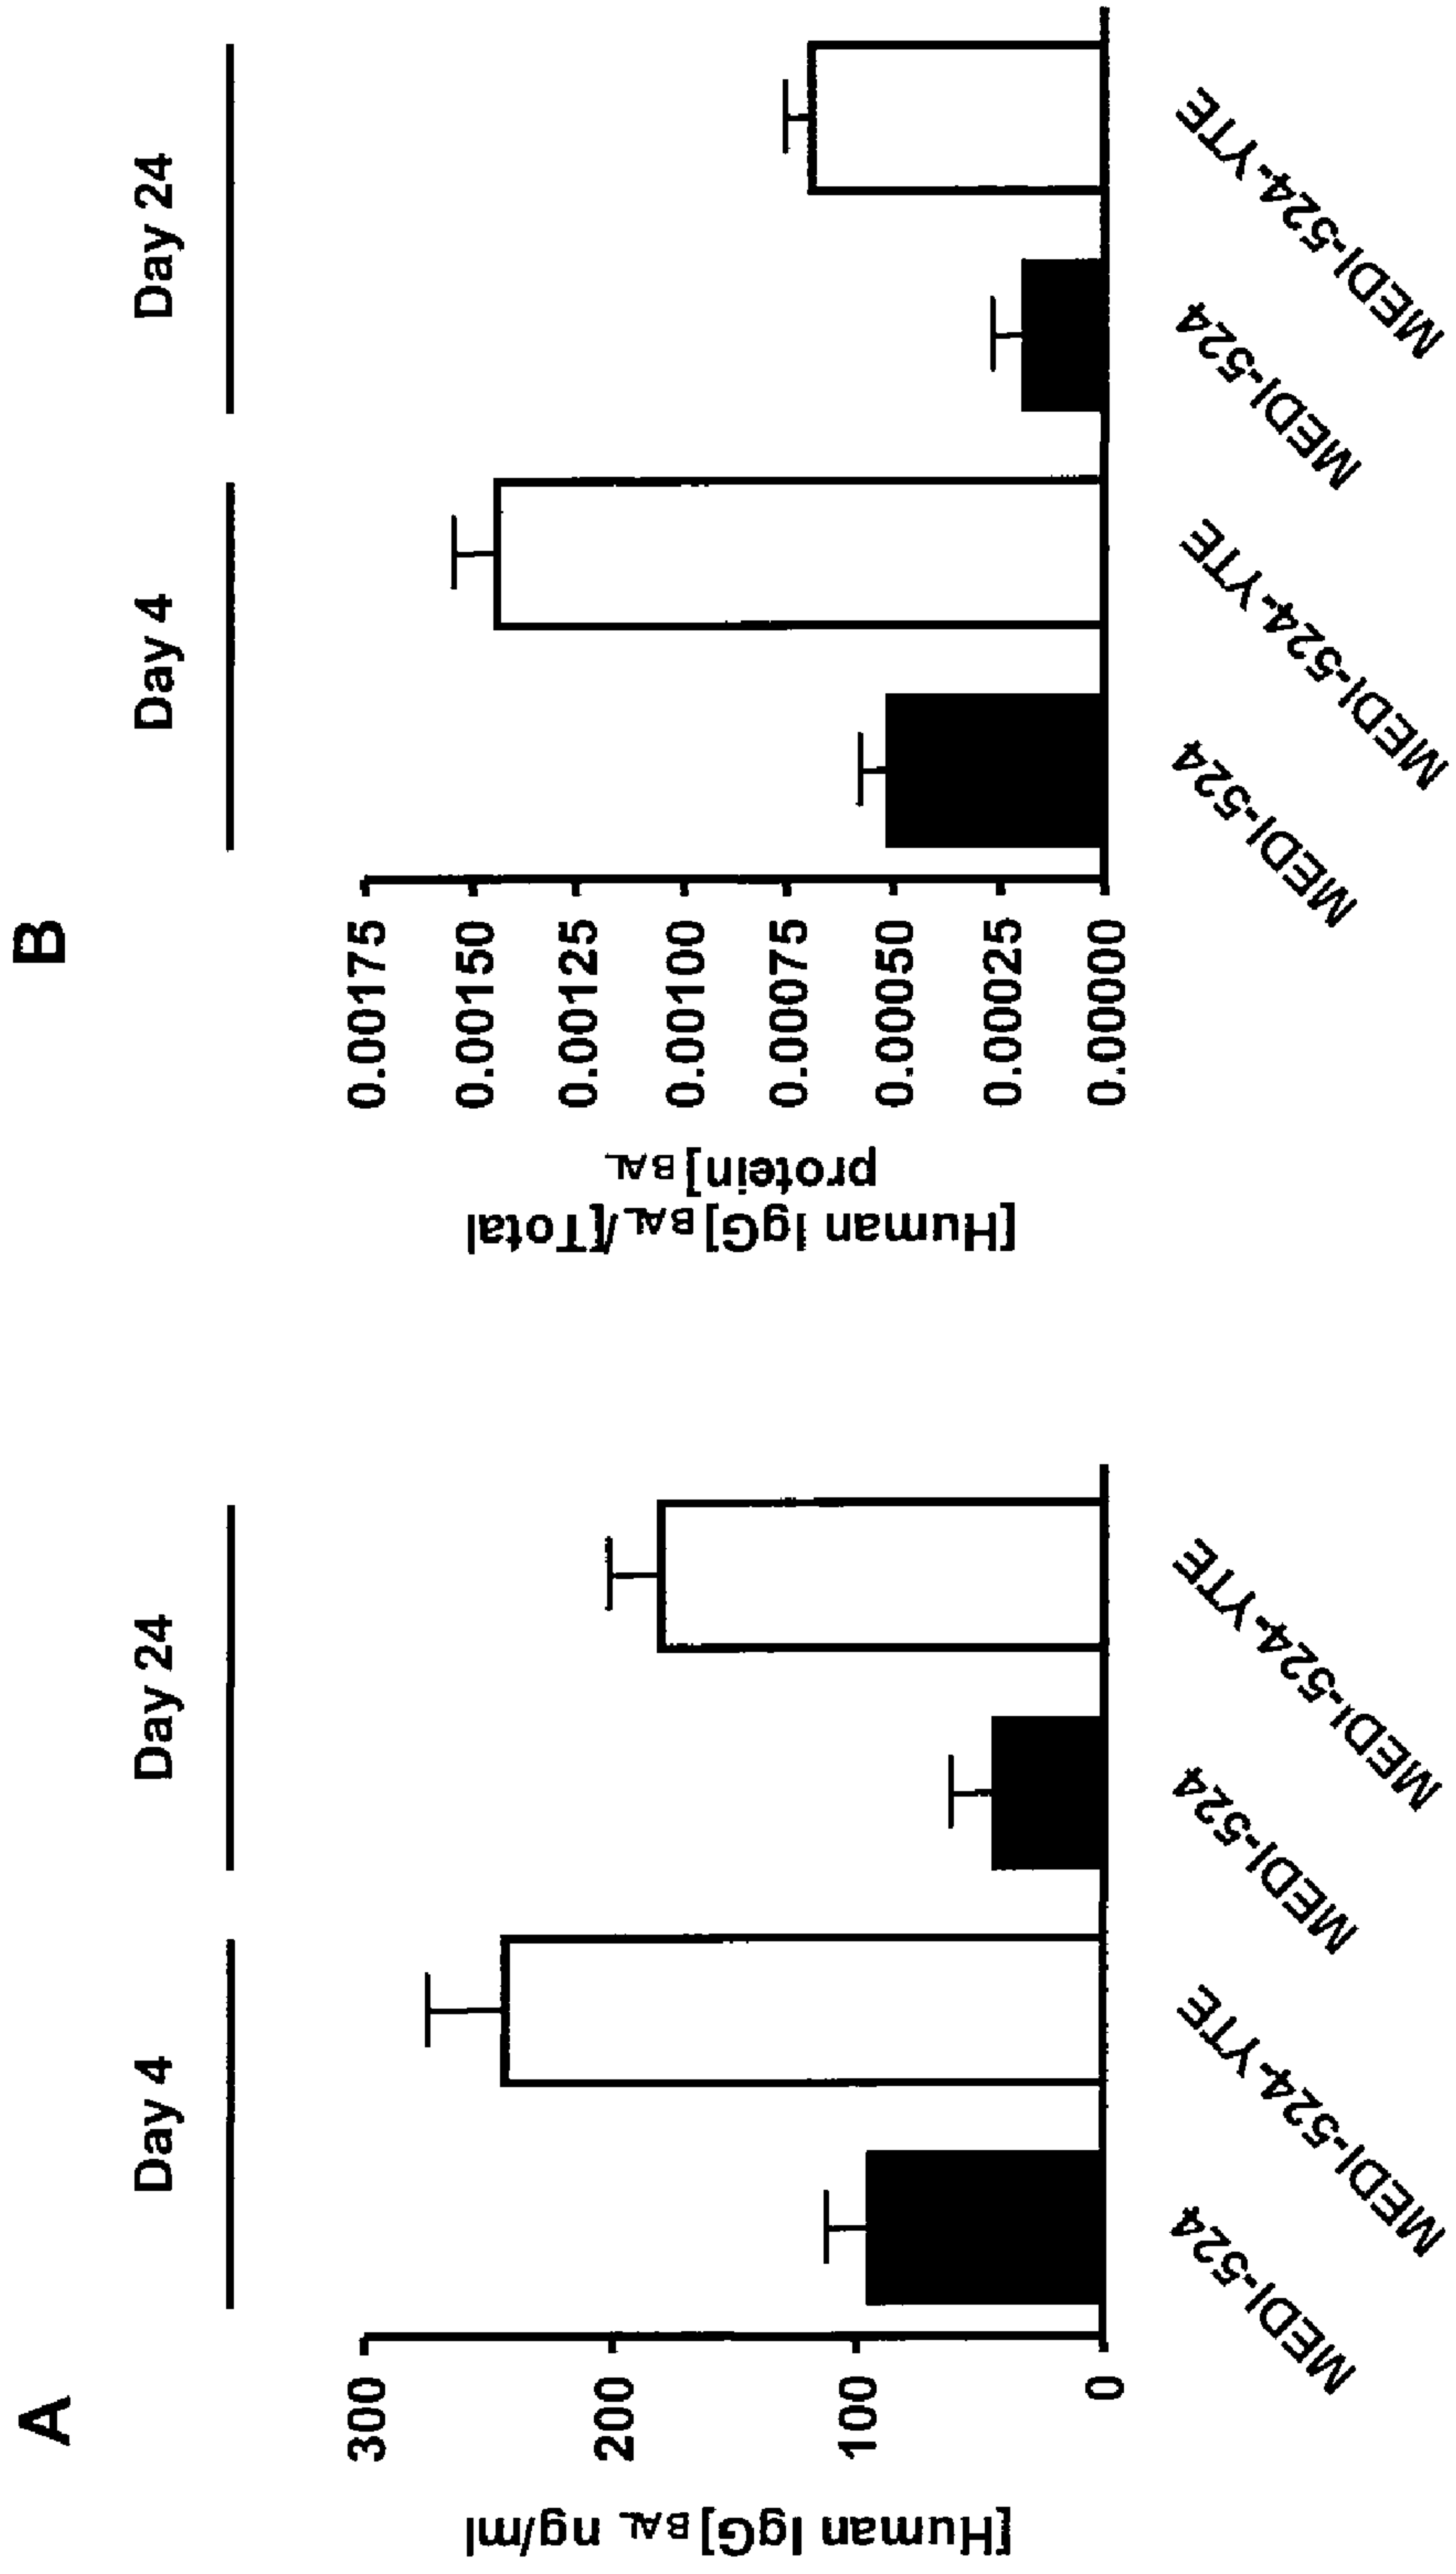 A
Day 4
Day 24
[Human IgG]BAL ng/ml
300
200
100
0
MEDI-524
MEDI-524-YTE
MEDI-524
MEDI-524-YTE
B
Day 4
Day 24
[Human IgG]BAL/[Total
protein]BAL
0.00175
0.00150
0.00125
0.00100
0.00075
0.00050
0.00025
0.00000
MEDI-524
MEDI-524-YTE
MEDI-524
MEDI-524-YTE